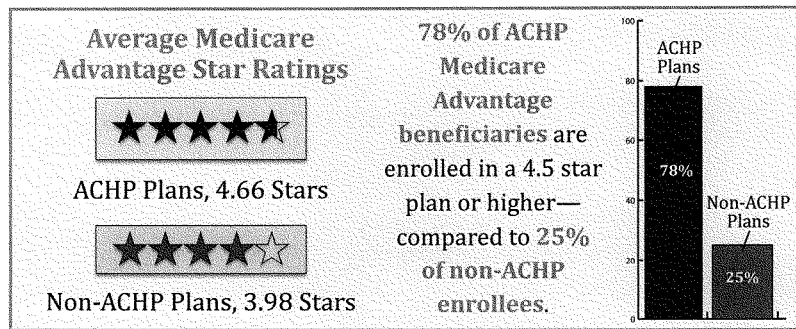 Average Medicare
Advantage Star Ratings
ACHP Plans, 4.66 Stars
Non-ACHP Plans, 3.98 Stars
78% of ACHP
Medicare
Advantage
beneficiaries are
enrolled in a 4.5 star
plan or higher—
compared to 25%
of non-ACHP
enrollees.
100
80
60
40
20
0
ACHP
Plans
78%
Non-ACHP
Plans
25%